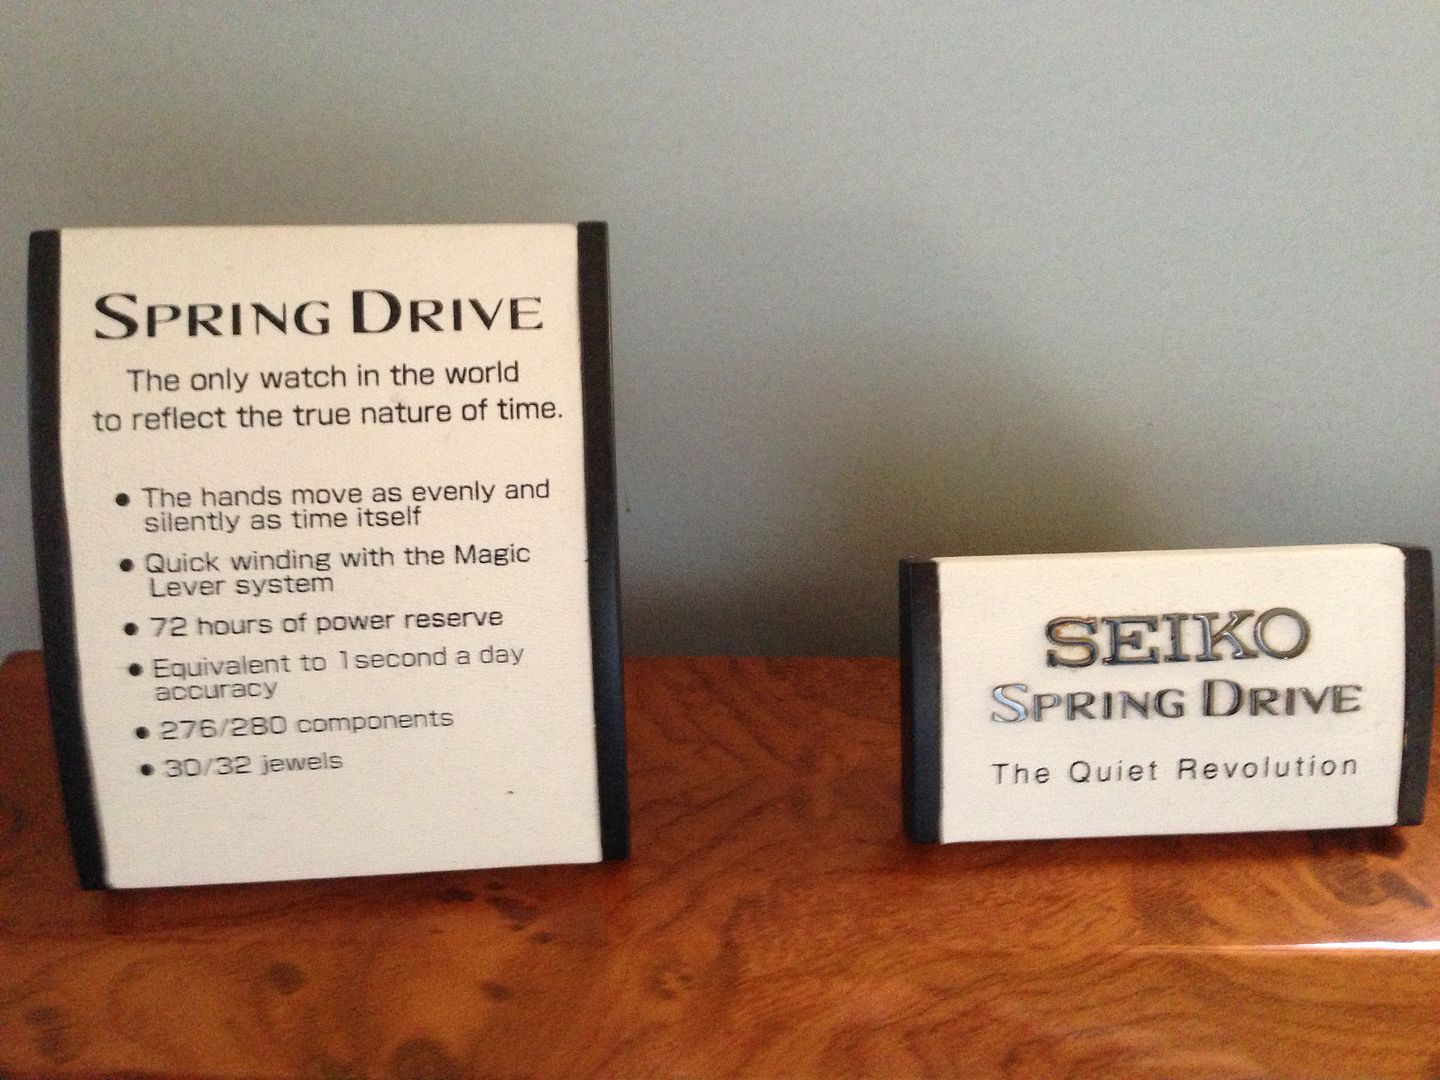 SPRING DRIVE
The only watch in the world
to reflect the true nature of time.
● The hands move as evenly and
silently as time itself
● Quick winding with the Magic
Lever system
● 72 hours of power reserve
● Equivalent to 1 second a day
accuracy
● 276/280 components
● 30/32 jewels
SEIKO
SPRING DRIVE
The Quiet Revolution